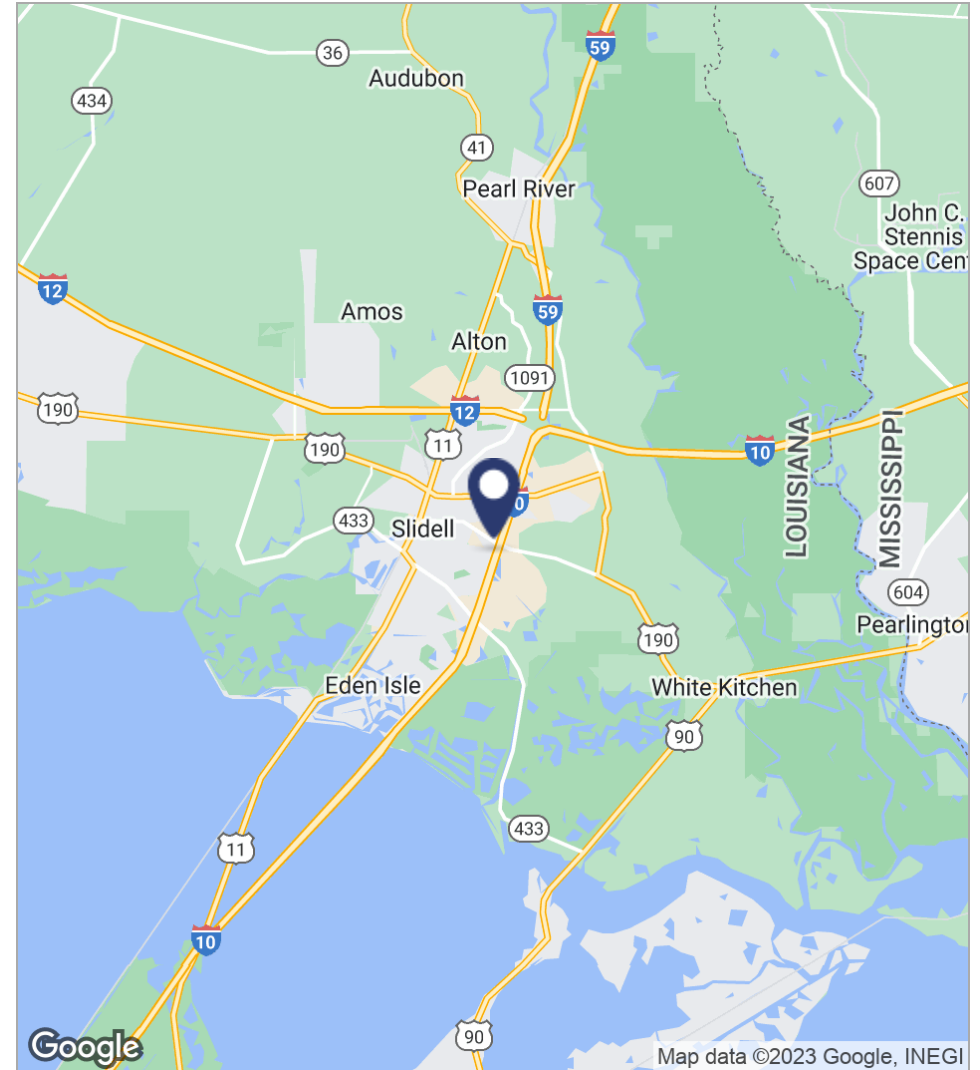 59
36
Audubon
434
41
Pearl River
607
John C.
Stennis
Space Cen
12
59
Amos
Alton
1091
190
12
11
190
10
LOUISIANA
MISSISSIPPI
0
433
Slidell
604
Pearlington
190
Eden Isle
White Kitchen
90
433
11
10
90
Google
Map data ©2023 Google, INEGI